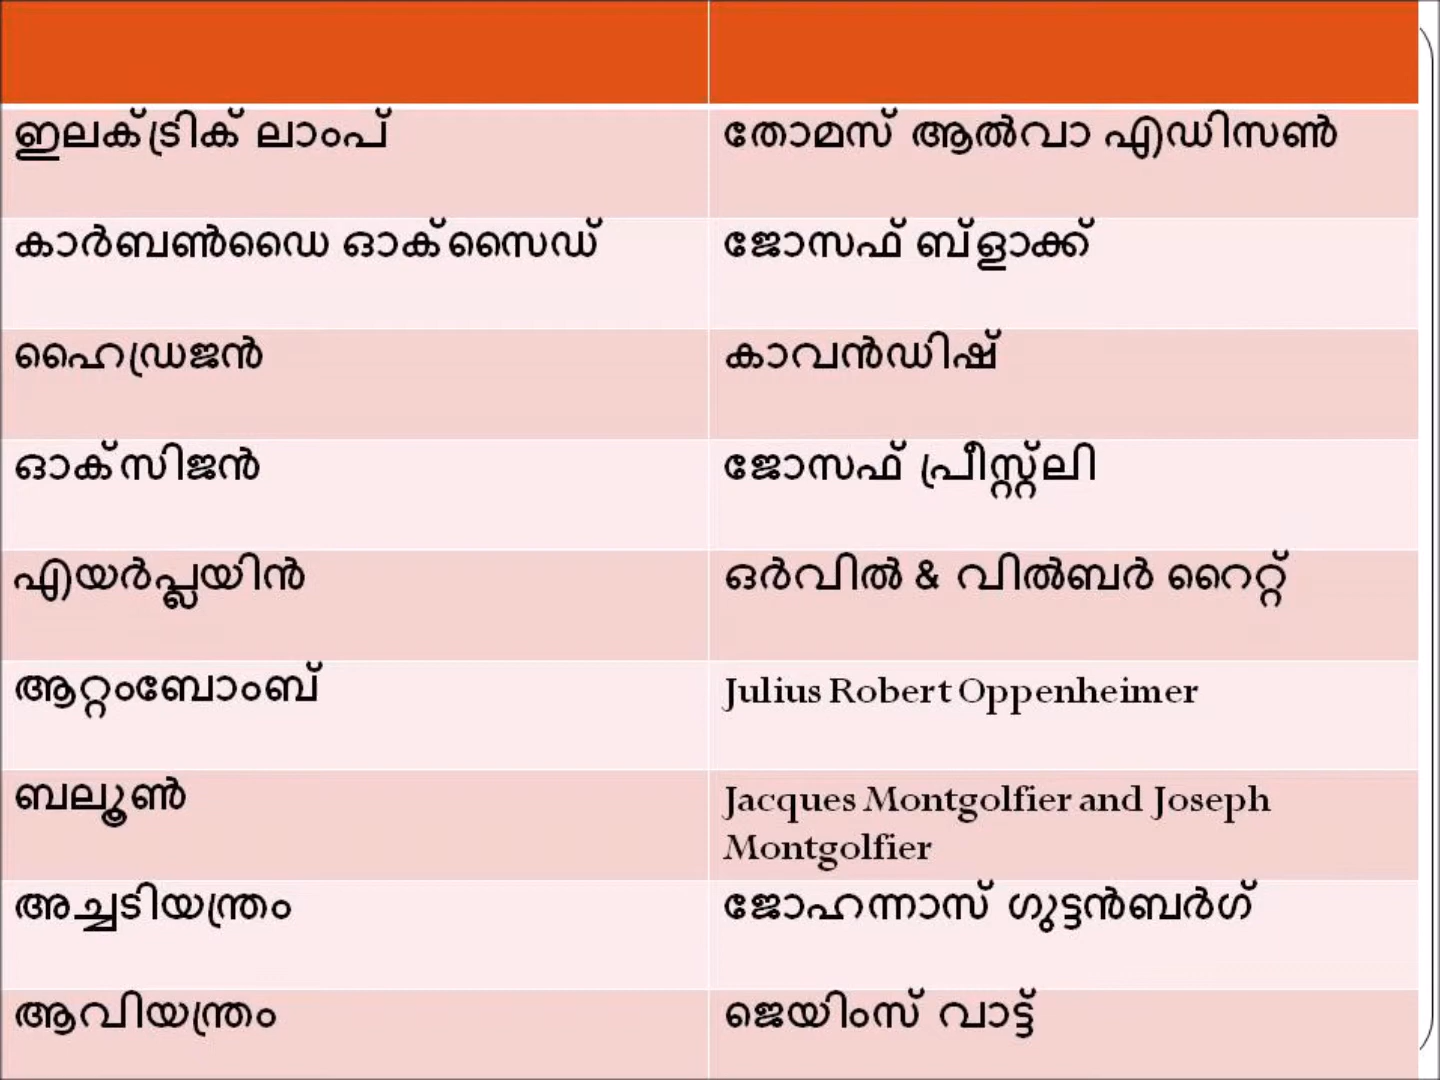 ഇലക്ട്രിക് ലാംപ് തോമസ് ആൽവാ എഡിസൺ
കാർബൺഡൈ ഓക്സൈഡ് ജോസഫ് ബ്ളാക്ക്
ഹൈഡ്രജൻ കാവൻഡിഷ്
ഓക്സിജൻ ജോസഫ് പ്രീസ്റ്റ്ലി
എയർപ്ലയിൻ ഒർവിൽ & വിൽബർ റൈറ്റ്
ആറ്റംബോംബ് Julius Robert Oppenheimer
ബലൂൺ Jacques Montgolfier and Joseph
Montgolfier
അച്ചടിയന്ത്രം ജോഹന്നാസ് ഗുട്ടൻബർഗ്
ആവിയന്ത്രം ജെയിംസ് വാട്ട്